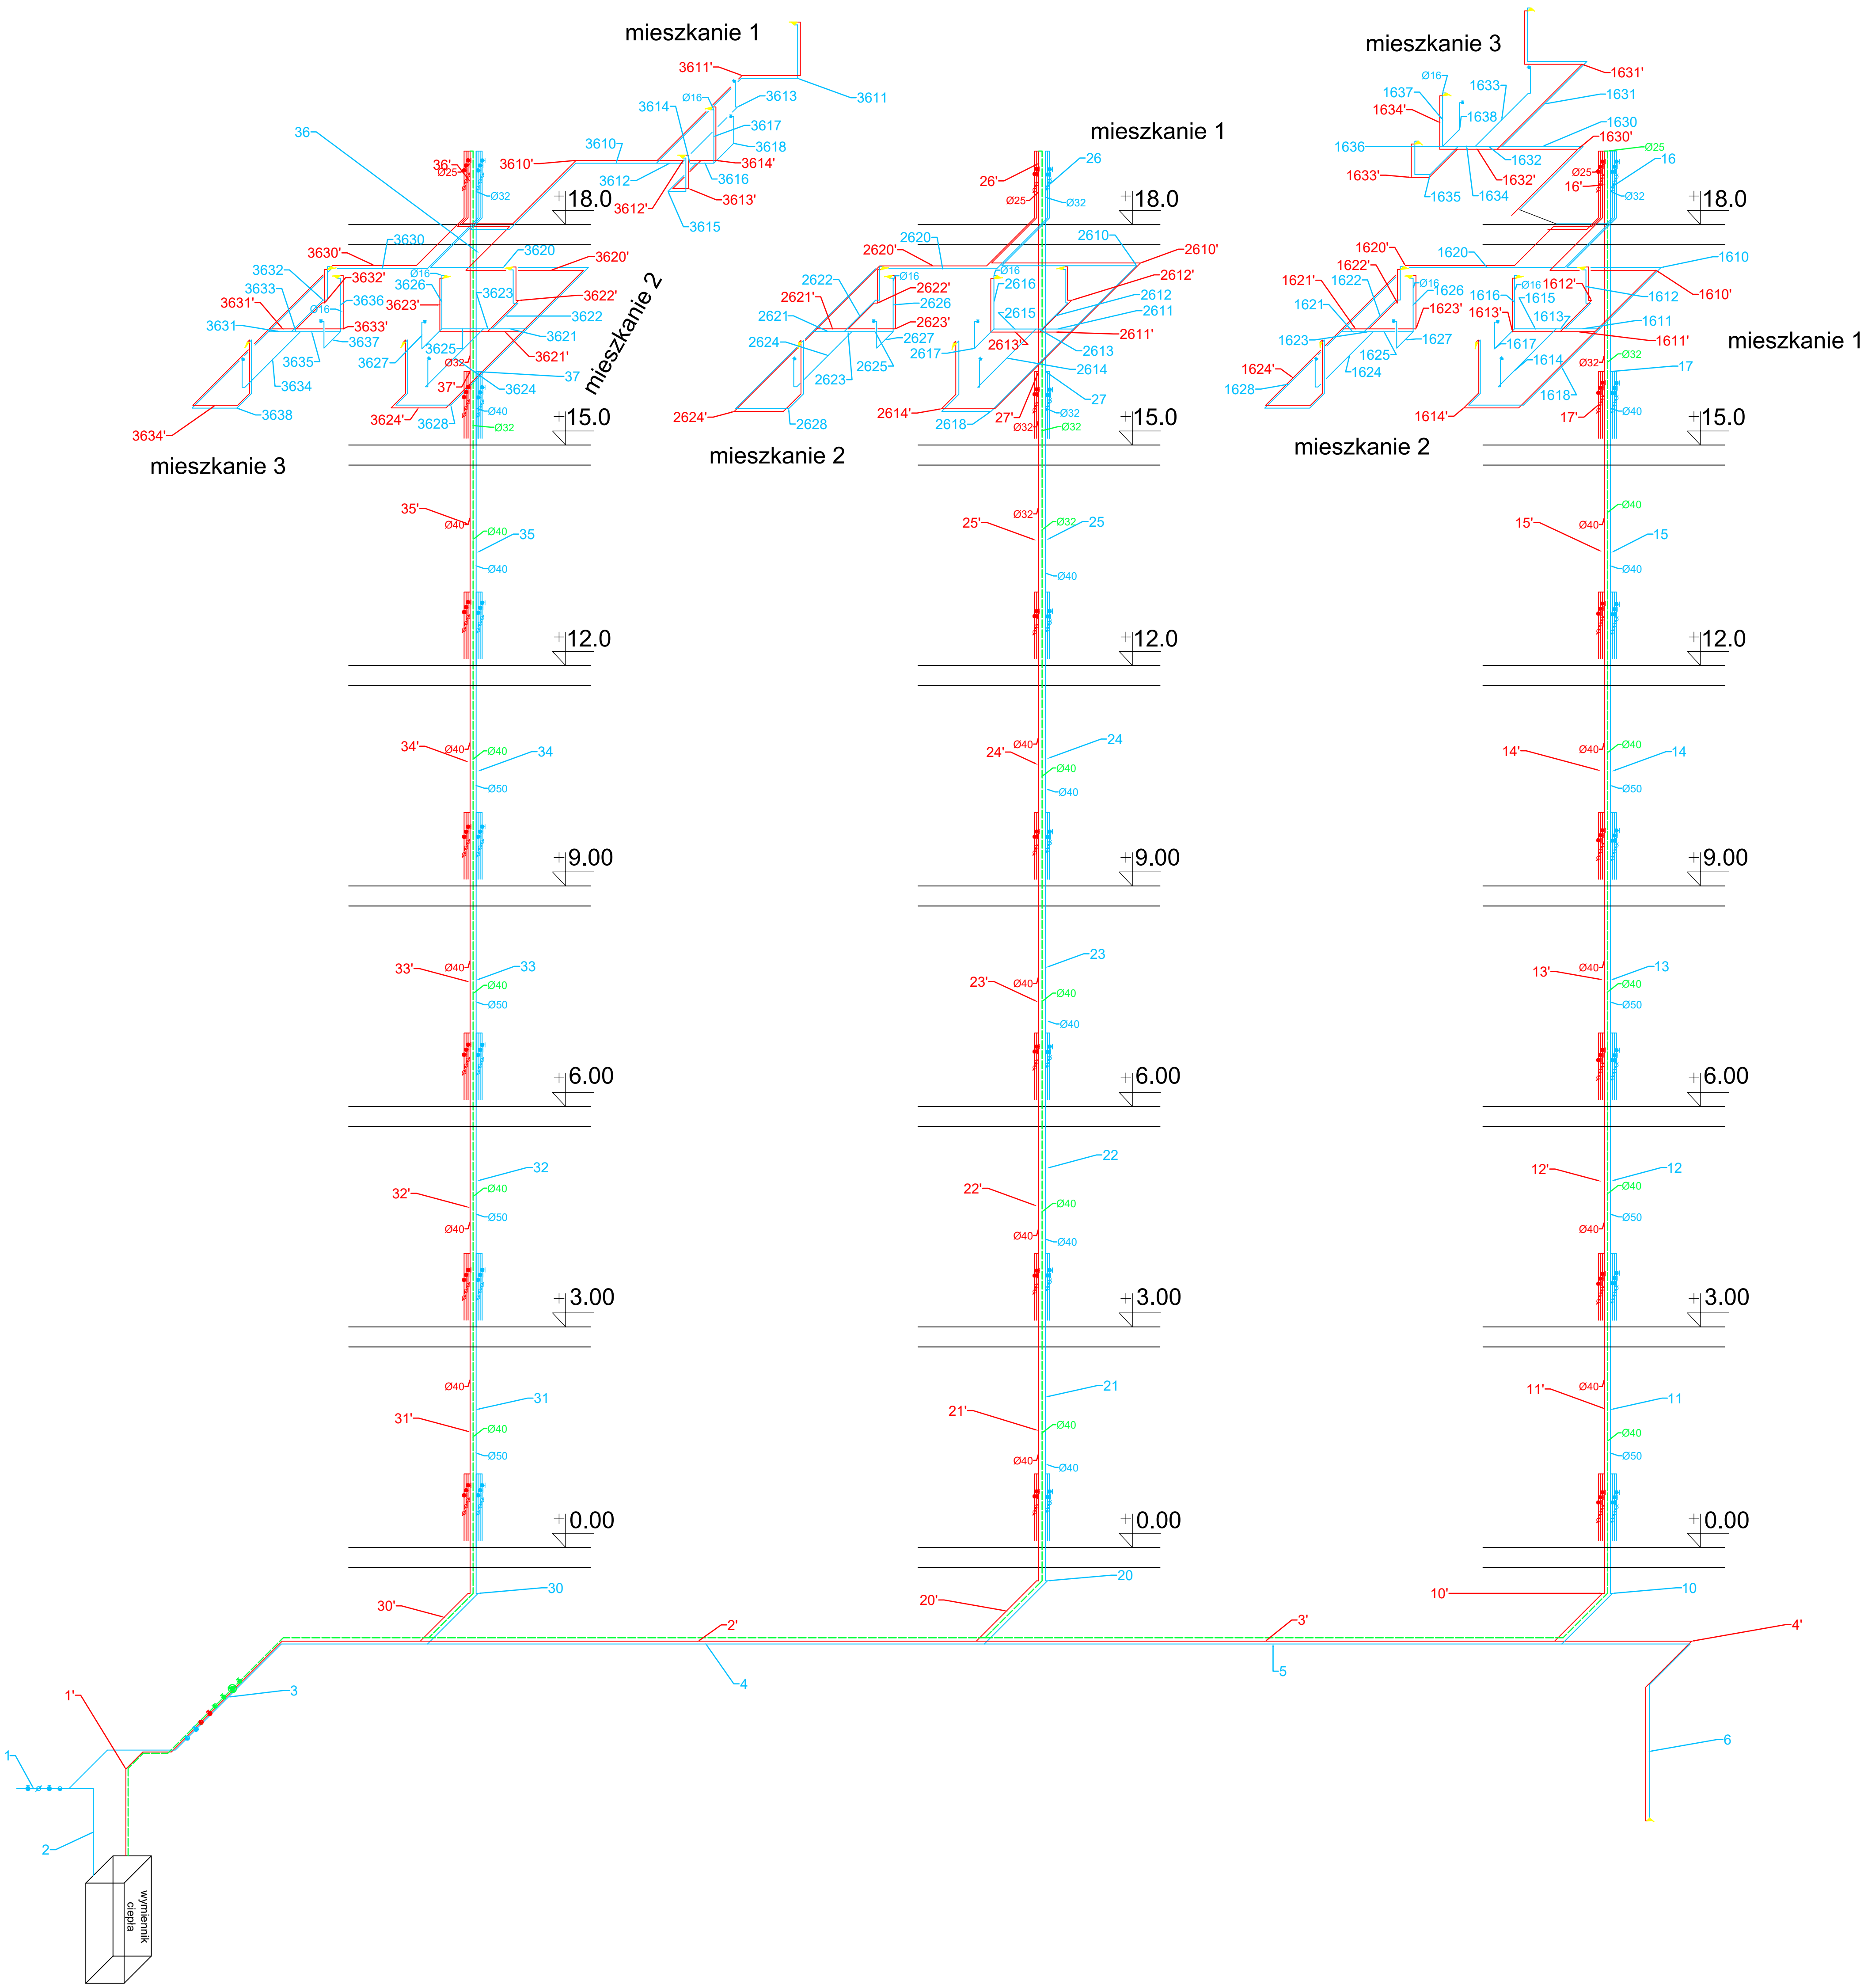 mieszkanie 1
3611'
3611
Ø16
3613
3614
3617
3618
36
3610
3610'
3614'
3612
3616
3612'
3613'
3615
36'
Ø25
Ø32
+18.0
3630'
3630
3620
3620'
3632
3632'
Ø16
3626
3633
3636
3623'
3623
3622'
3631'
Ø16
3622
3631
3633'
3637
3621
3635
3625
3621'
3627
Ø32
3634
37'
3624
37
mieszkanie 2
3634'
3638
3624'
3628
Ø40
Ø32
+15.0
mieszkanie 3
35'
Ø40
Ø40
35
Ø40
+12.0
34'
Ø40
Ø40
34
Ø50
+9.00
33'
Ø40
33
Ø40
Ø50
+6.00
32
32'
Ø40
Ø50
Ø40
+3.00
Ø40
31
31'
Ø40
Ø50
+0.00
30
30'
mieszkanie 1
26
26'
Ø25
Ø32
+18.0
2620'
2620
2610
2610'
2622
Ø16
2622'
2626
Ø16
2616
2612'
2621'
2612
2621
2623'
2615
2611
2624
2627
2617
2613'
2611'
2623
2625
2613
2614
27
2624'
2628
2614'
2618
27'
Ø32
Ø32
Ø32
+15.0
mieszkanie 2
Ø32
25'
Ø32
25
Ø40
+12.0
Ø40
24
24'
Ø40
Ø40
+9.00
23
23'
Ø40
Ø40
Ø40
+6.00
22
22'
Ø40
Ø40
Ø40
+3.00
21
21'
Ø40
Ø40
Ø40
+0.00
20
20'
mieszkanie 3
1631'
1631
Ø16
1633
1637
1634'
1638
1630
1636
1630'
1632
1633'
1635
1634
1632'
Ø25
16
Ø25
16'
Ø32
+18.0
1620'
1620
1610
1622'
1621'
1622
Ø16
1626
1612'
Ø16
1612
1610'
1621
1616
1615
1623'
1613'
1613
1611
1623
1625
1627
1617
1611'
1624'
1624
1614
Ø32
Ø32
17
1628
1614'
1618
17'
Ø40
+15.0
mieszkanie 1
mieszkanie 2
Ø40
15'
Ø40
15
Ø40
+12.0
14'
Ø40
Ø40
14
Ø50
+9.00
13'
Ø40
13
Ø40
Ø50
+6.00
12'
12
Ø40
Ø50
Ø40
+3.00
Ø40
11'
11
Ø40
Ø50
+0.00
10'
10
2'
3'
4'
4
5
1'
3
1
2
6
wymiennik
ciepła